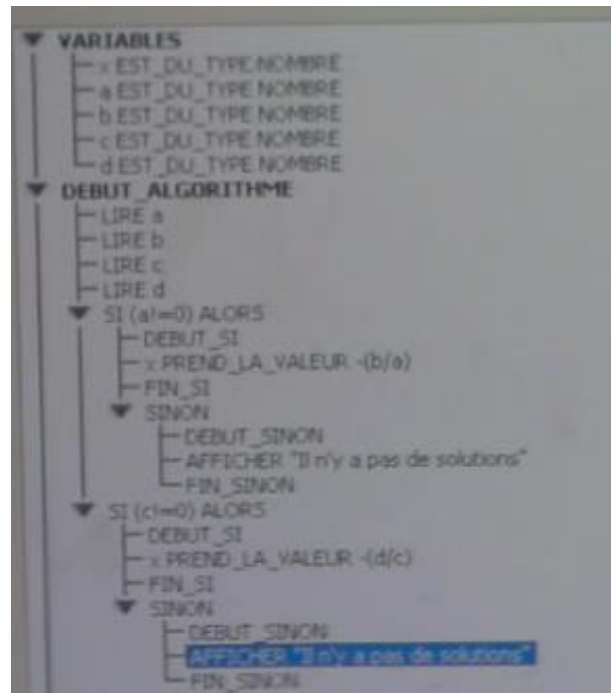 VARIABLES
x EST_DU_TYPE NOMBRE
a EST_DU_TYPE NOMBRE
b EST_DU_TYPE NOMBRE
c EST_DU_TYPE NOMBRE
d EST_DU_TYPE NOMBRE
DEBUT_ALGORITHME
LIRE a
LIRE b
LIRE c
LIRE d
SI (a!=0) ALORS
DEBUT_SI
x PREND_LA_VALEUR -(b/a)
FIN_SI
SINON
DEBUT_SINON
AFFICHER "Il n'y a pas de solutions"
FIN_SINON
SI (c!=0) ALORS
DEBUT_SI
x PREND_LA_VALEUR -(d/c)
FIN_SI
SINON
DEBUT_SINON
AFFICHER "Il n'y a pas de solutions"
FIN_SINON